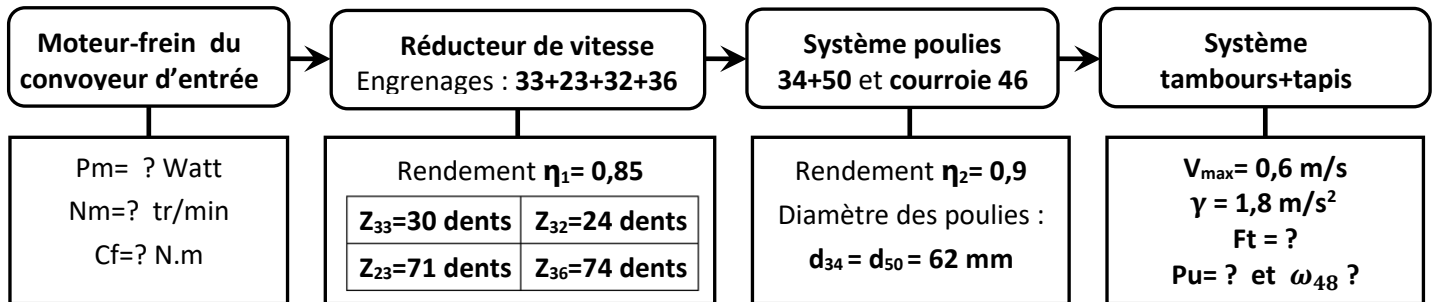 Moteur-frein du
convoyeur d'entrée
Pm= ? Watt
Nm=? tr/min
Cf=? N.m
Réducteur de vitesse
Engrenages : 33+23+32+36
Rendement η₁= 0,85
Z₃₃=30 dents Z₃₂=24 dents
Z₂₃=71 dents Z₃₆=74 dents
Système poulies
34+50 et courroie 46
Rendement η₂= 0,9
Diamètre des poulies :
d₃₄ = d₅₀ = 62 mm
Système
tambours+tapis
Vₘₐₓ= 0,6 m/s
γ = 1,8 m/s²
Ft = ?
Pu= ? et ω₄₈ ?